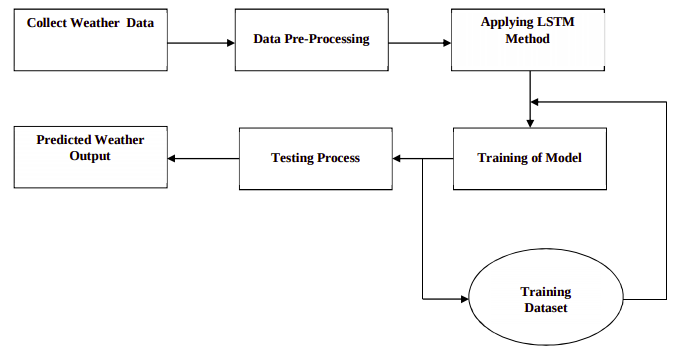 Collect Weather Data
Data Pre-Processing
Applying LSTM
Method
Predicted Weather
Output
Testing Process
Training of Model
Training
Dataset